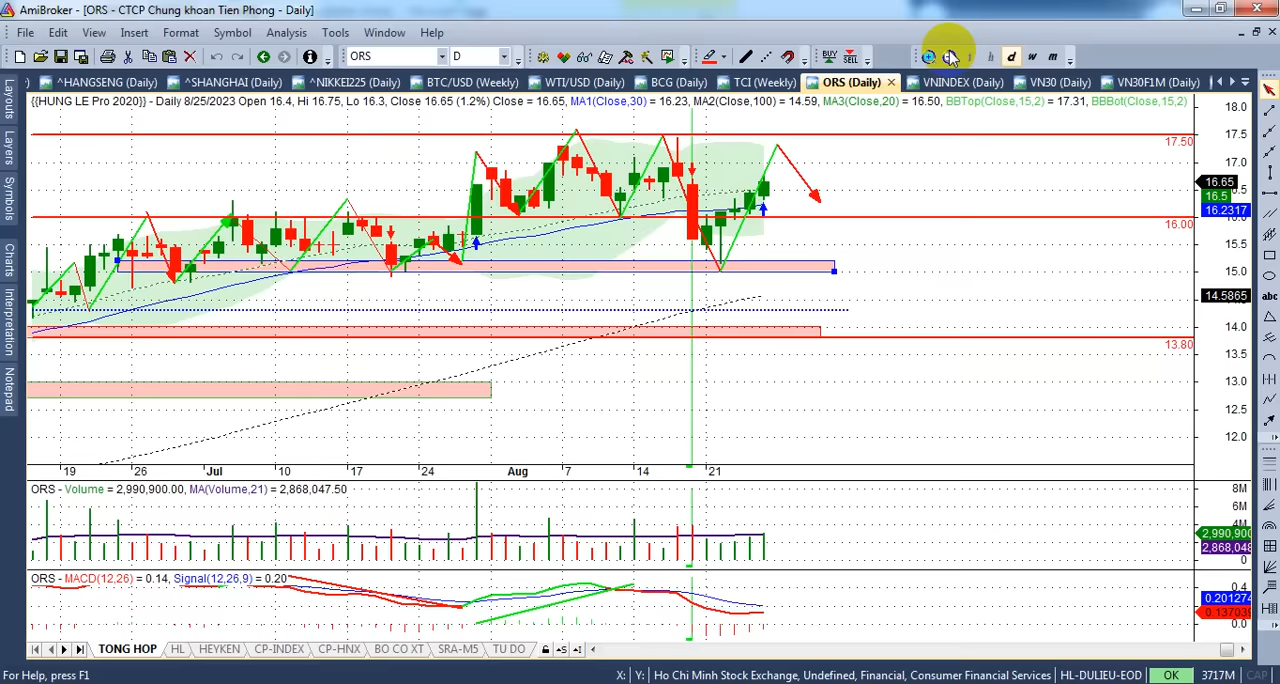 AmiBroker - [ORS - CTCP Chung khoan Tien Phong - Daily]
File Edit View Insert Format Symbol Analysis Tools Window Help
ORS D BUY SELL h d w m
^HANGSENG (Daily) ^SHANGHAI (Daily) ^NIKKEI225 (Daily) BTC/USD (Weekly) WTI/USD (Daily) BCG (Daily) TCI (Weekly) ORS (Daily) VNINDEX (Daily) VN30 (Daily) VN30F1M (Daily)
Layouts
Layers
Symbols
Charts
Interpretation
Notepad
{{HUNG LE Pro 2020}} - Daily 8/25/2023 Open 16.4, Hi 16.75, Lo 16.3, Close 16.65 (1.2%) Close = 16.65, MA1(Close,30) = 16.23, MA2(Close,100) = 14.59, MA3(Close,20) = 16.50, BBTop(Close,15,2) = 17.31, BBBot(Close,15,2)
18.0
17.5
17.50
17.0
16.65
16.5
16.2317
16.00
15.5
15.0
14.5865
14.0
13.80
13.5
13.0
12.5
12.0
19 26 Jul 10 17 24 Aug 7 14 21
ORS - Volume = 2,990,900.00, MA(Volume,21) = 2,868,047.50
8M
6M
4M
2,990,900
2,868,048
0
ORS - MACD(12,26) = 0.14, Signal(12,26,9) = 0.20
0.4
0.201274
0.137039
0.0
abc
TONG HOP HL HEYKEN CP-INDEX CP-HNX BO CO XT SRA-M5 TU DO
For Help, press F1 X: Y: Ho Chi Minh Stock Exchange, Undefined, Financial, Consumer Financial Services HL-DULIEU-EOD OK 3717M CAP